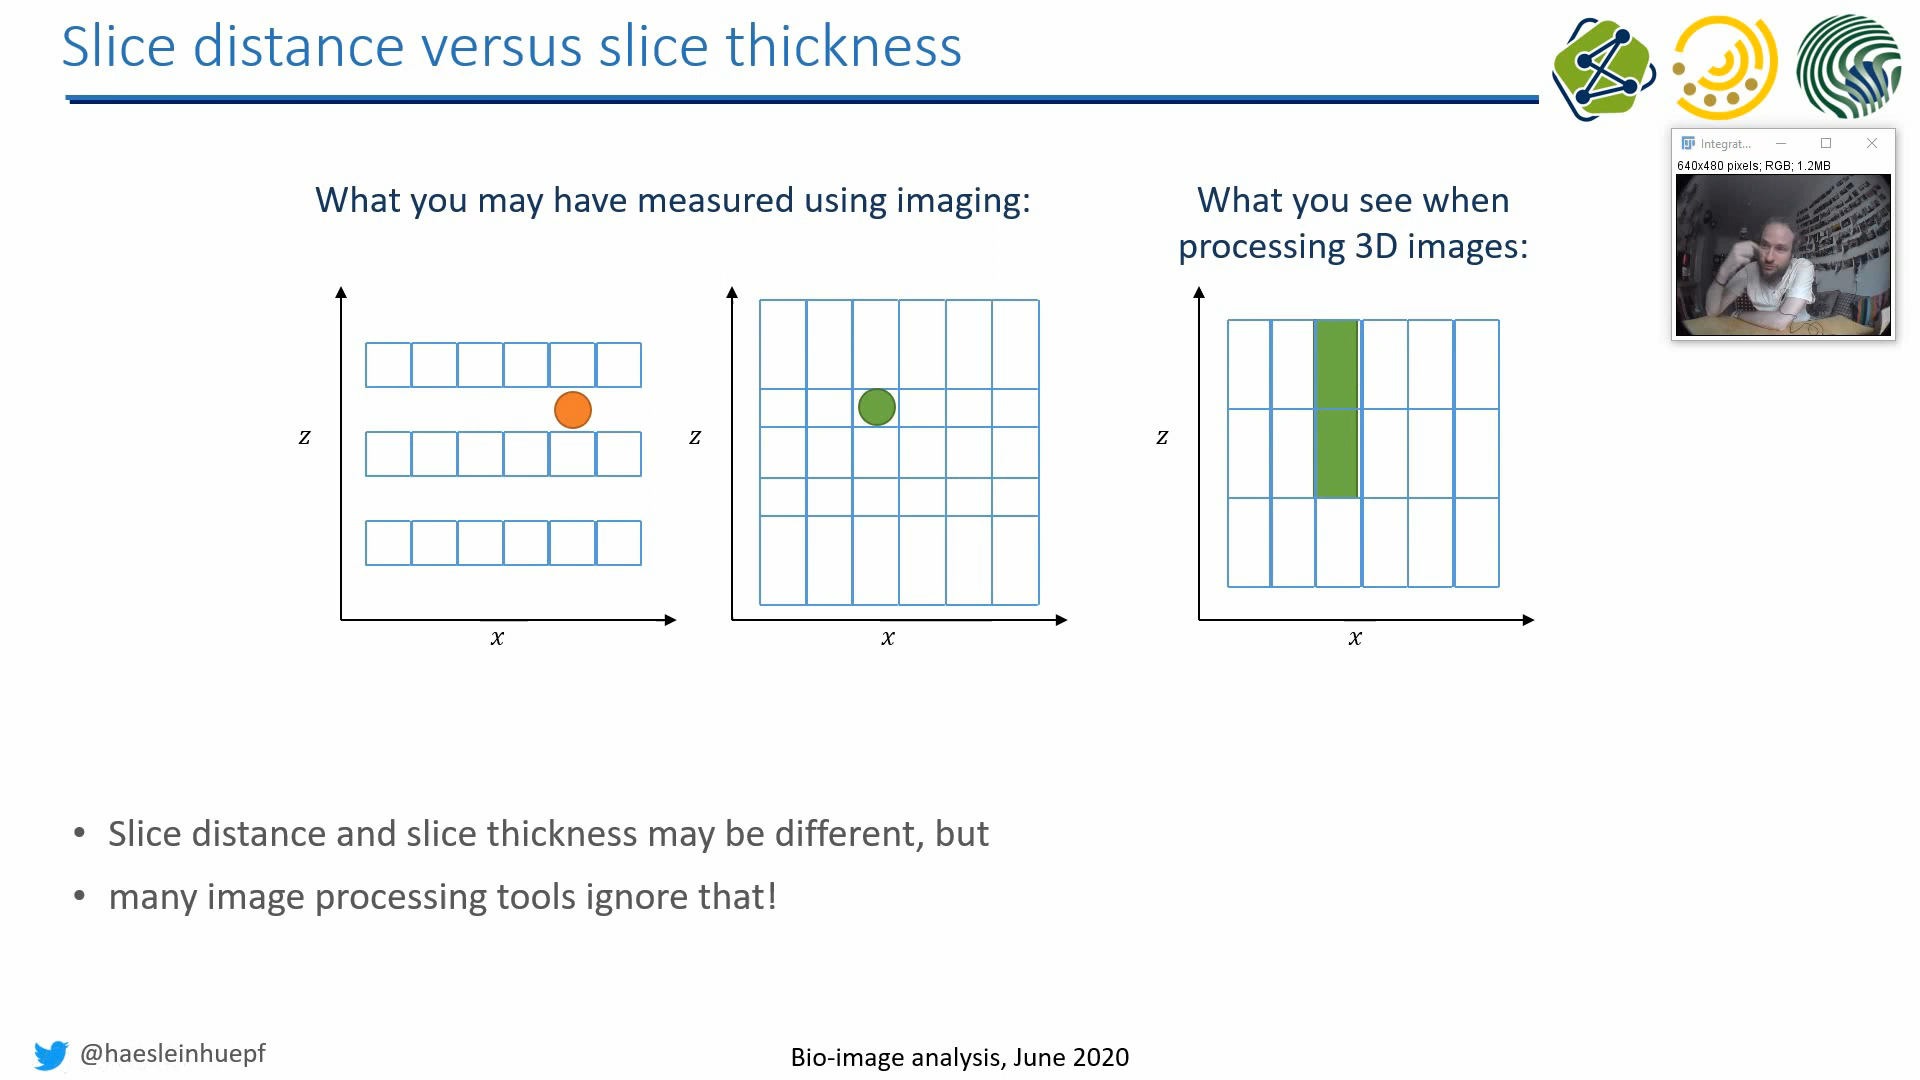 Slice distance versus slice thickness
Integrat...
640x480 pixels; RGB; 1.2MB
What you may have measured using imaging:
What you see when
processing 3D images:
z
x
z
x
z
x
• Slice distance and slice thickness may be different, but
• many image processing tools ignore that!
@haesleinhuepf
Bio-image analysis, June 2020